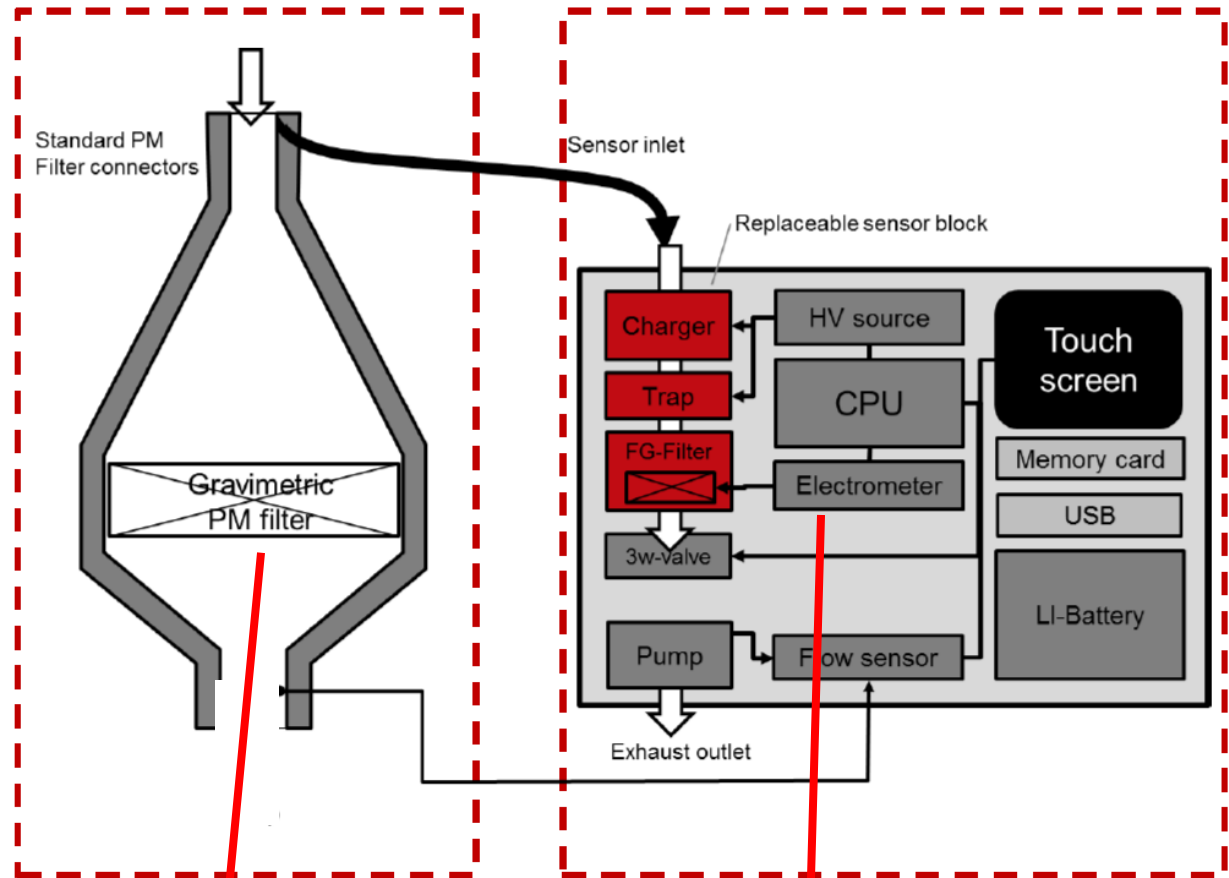 Standard PM
Filter connectors
Sensor inlet
Replaceable sensor block
Charger
HV source
Touch
screen
Trap
CPU
FG-Filter
Memory card
Electrometer
USB
Gravimetric
PM filter
3w-valve
LI-Battery
Pump
Flow sensor
Exhaust outlet